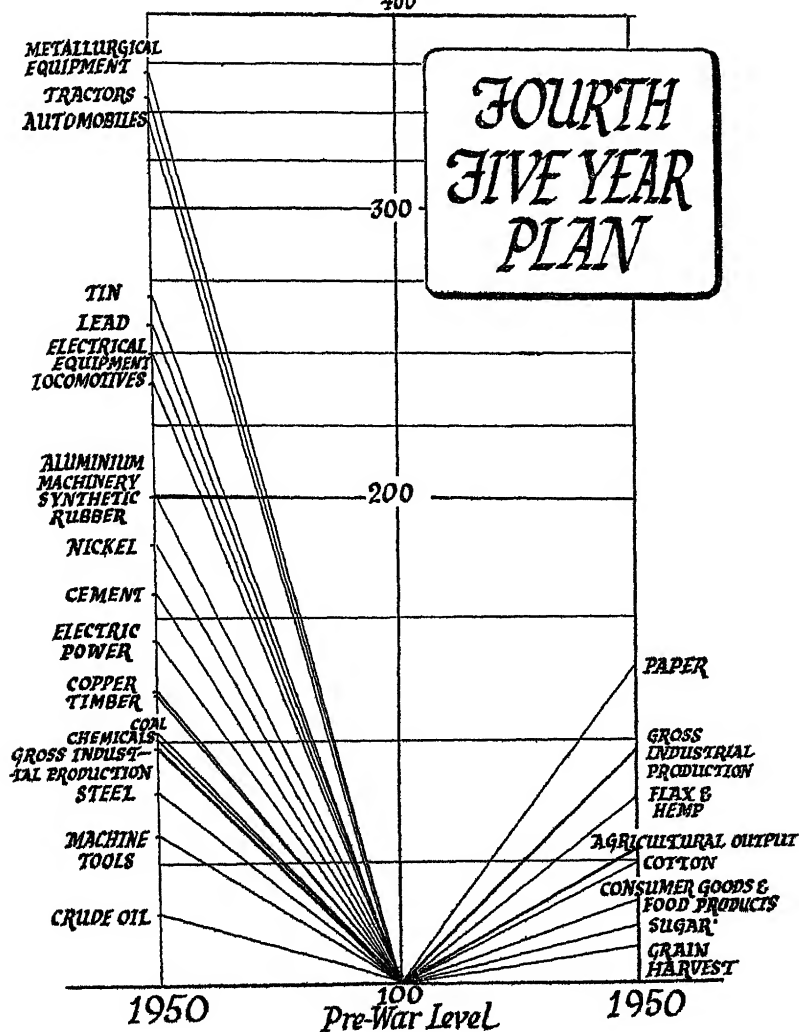 400
METALLURGICAL
EQUIPMENT
TRACTORS
AUTOMOBILES
FOURTH
FIVE YEAR
PLAN
300
TIN
LEAD
ELECTRICAL
EQUIPMENT
LOCOMOTIVES
200
ALUMINIUM
MACHINERY
SYNTHETIC
RUBBER
NICKEL
CEMENT
ELECTRIC
POWER
COPPER
TIMBER
COAL
CHEMICALS
GROSS INDUST-
-IAL PRODUCTION
STEEL
MACHINE
TOOLS
CRUDE OIL
PAPER
GROSS
INDUSTRIAL
PRODUCTION
FLAX &
HEMP
AGRICULTURAL OUTPUT
COTTON
CONSUMER GOODS &
FOOD PRODUCTS
SUGAR
GRAIN
HARVEST
1950
100
Pre-War Level
1950